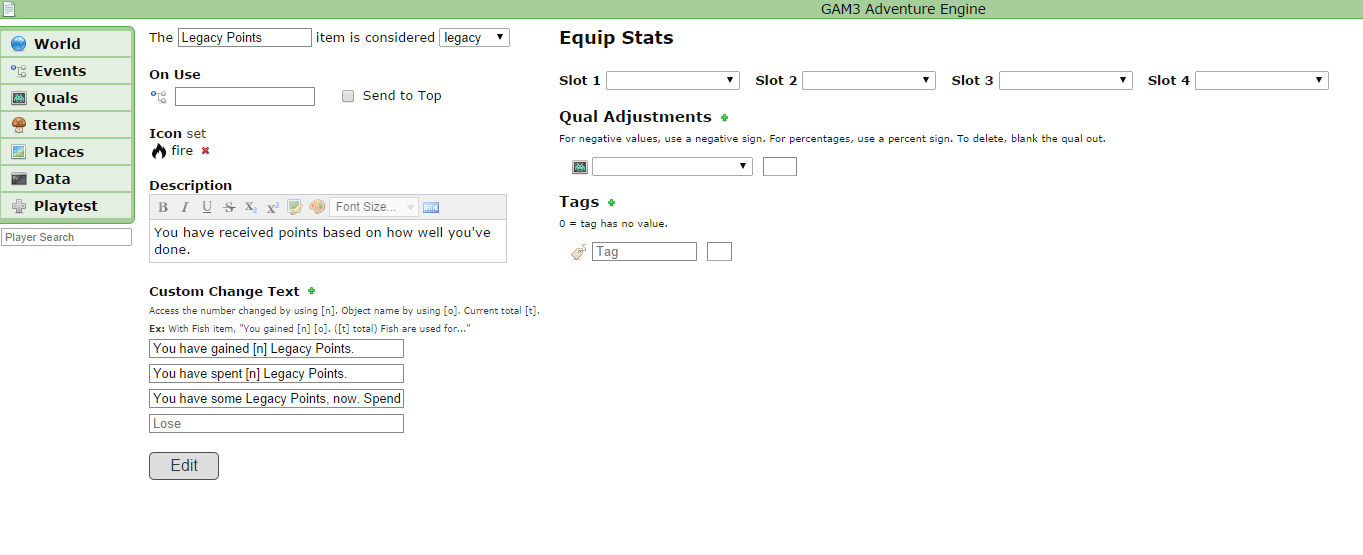 GAM3 Adventure Engine
World
Events
Quals
Items
Places
Data
Playtest
Player Search
The Legacy Points item is considered legacy
On Use
Send to Top
Icon set
fire
Description
B I U S X2 X2 Font Size... HTML
You have received points based on how well you've
done.
Custom Change Text
Access the number changed by using [n]. Object name by using [o]. Current total [t].
Ex: With Fish item, "You gained [n] [o]. ([t] total) Fish are used for..."
You have gained [n] Legacy Points.
You have spent [n] Legacy Points.
You have some Legacy Points, now. Spend
Lose
Edit
Equip Stats
Slot 1 Slot 2 Slot 3 Slot 4
Qual Adjustments
For negative values, use a negative sign. For percentages, use a percent sign. To delete, blank the qual out.
Tags
0 = tag has no value.
Tag